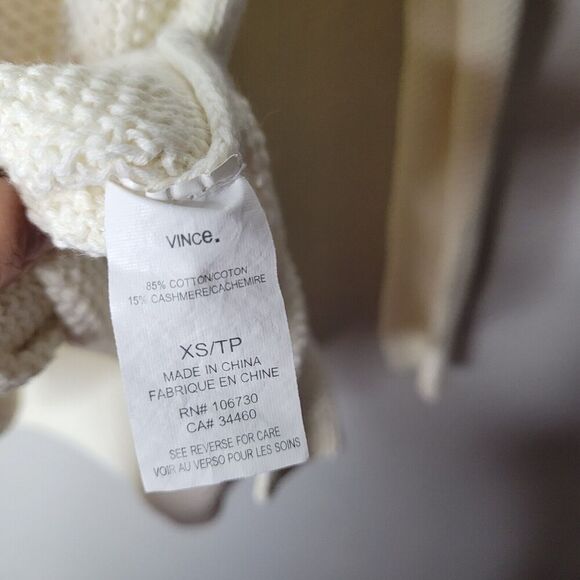 VINCe.
85% COTTON/COTON
15% CASHMERE/CACHEMIRE
XS/TP
MADE IN CHINA
FABRIQUE EN CHINE
RN# 106730
CA# 34460
SEE REVERSE FOR CARE
VOIR AU VERSO POUR LES SOINS